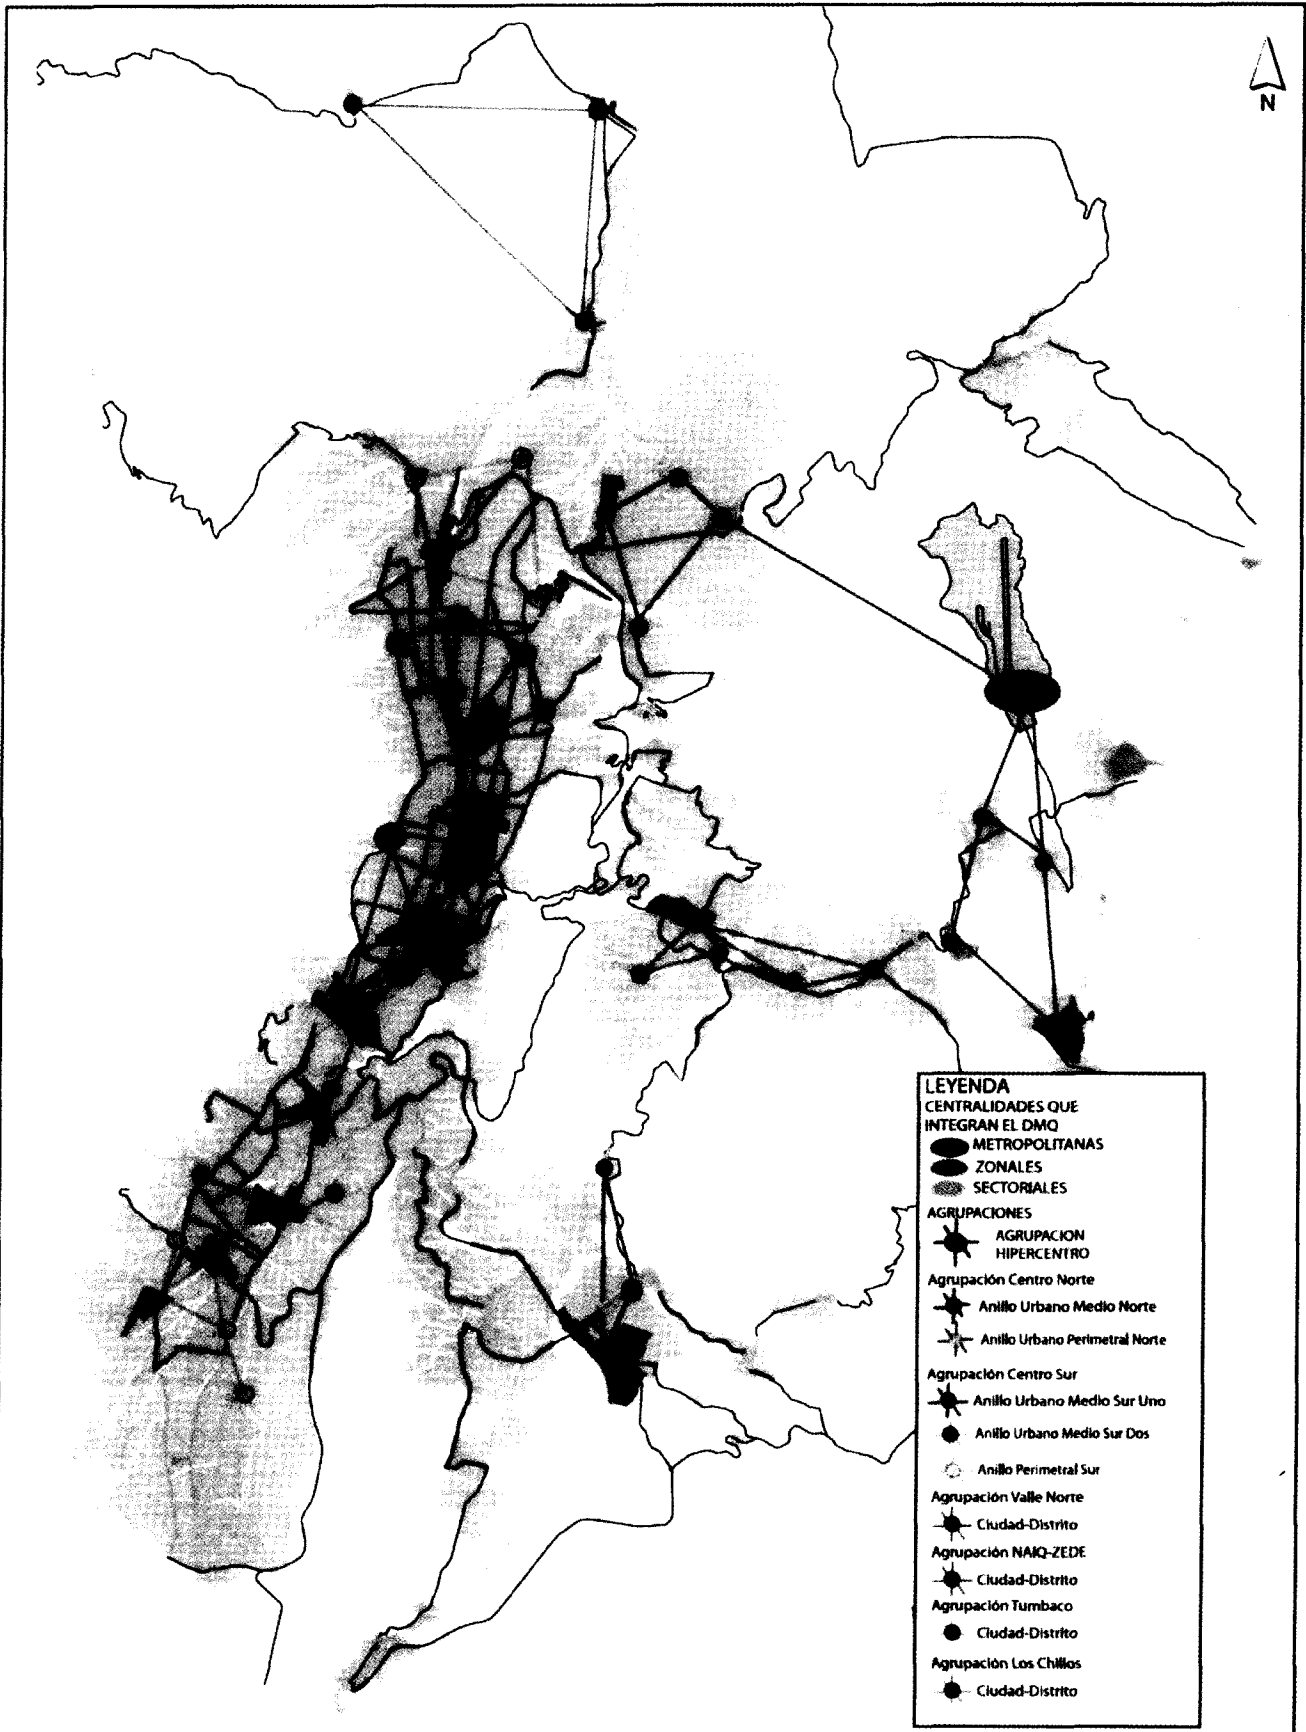 N
LEYENDA
CENTRALIDADES QUE
INTEGRAN EL DMQ
METROPOLITANAS
ZONALES
SECTORIALES
AGRUPACIONES
AGRUPACION
HIPERCENTRO
Agrupación Centro Norte
Anillo Urbano Medio Norte
Anillo Urbano Perimetral Norte
Agrupación Centro Sur
Anillo Urbano Medio Sur Uno
Anillo Urbano Medio Sur Dos
Anillo Perimetral Sur
Agrupación Valle Norte
Ciudad-Distrito
Agrupación NAIQ-ZEDE
Ciudad-Distrito
Agrupación Tumbaco
Ciudad-Distrito
Agrupación Los Chillos
Ciudad-Distrito